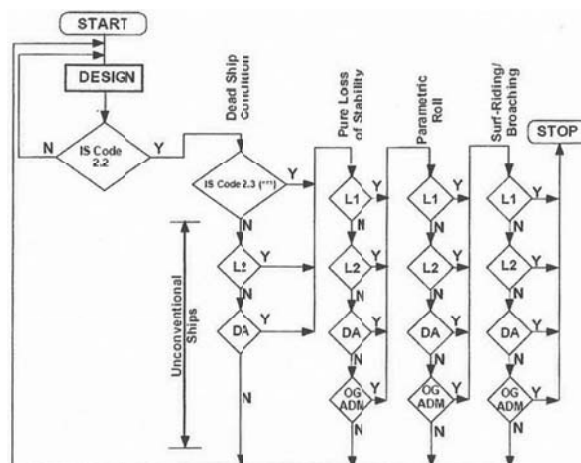 START
DESIGN
IS Code
2.2
N
Y
Dead Ship
Condition
IS Code 2.3 (***)
Y
N
L2
Y
N
DA
Y
N
Unconventional
Ships
Pure Loss
of Stability
L1
Y
N
L2
Y
N
DA
Y
N
OG
ADM
Y
N
Parametric
Roll
L1
Y
N
L2
Y
N
DA
Y
N
OG
ADM
Y
N
Surf-Riding/
Broaching
L1
Y
N
L2
Y
N
DA
Y
N
OG
ADM
Y
N
STOP